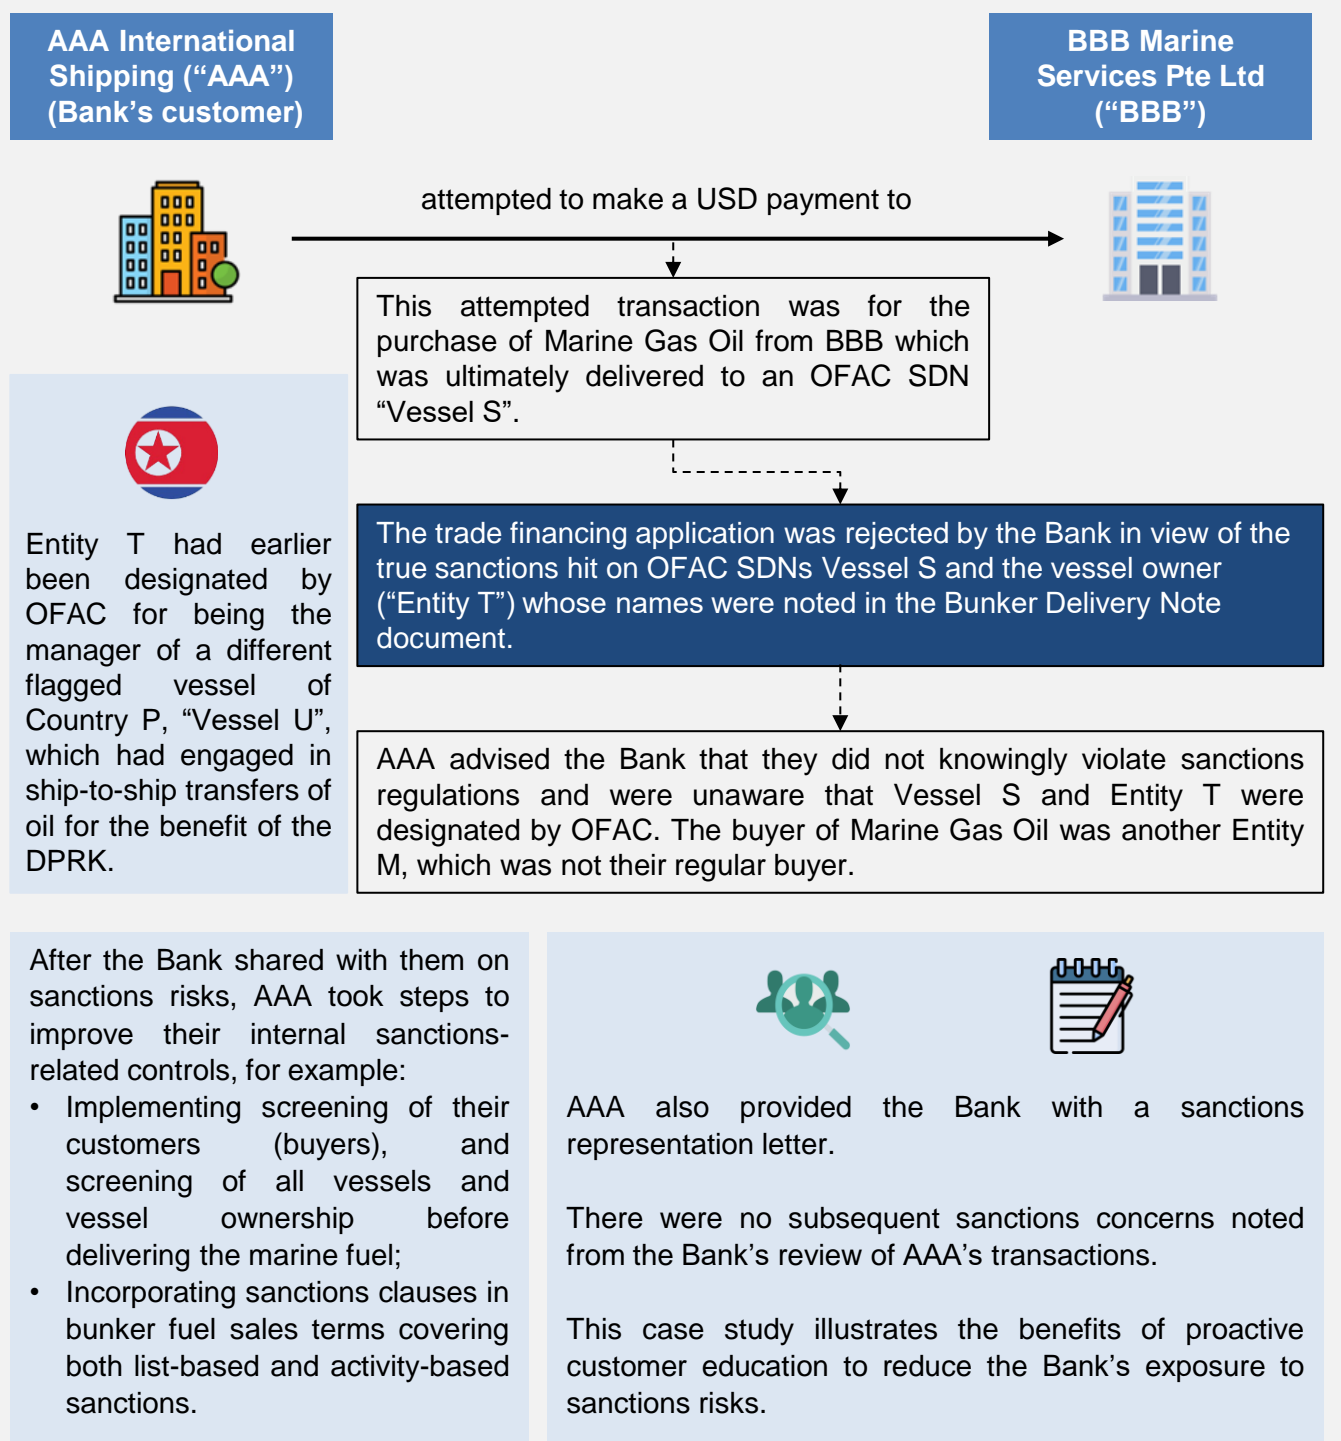 AAA International
Shipping (“AAA”)
(Bank’s customer)
BBB Marine
Services Pte Ltd
(“BBB”)
attempted to make a USD payment to
This attempted transaction was for the
purchase of Marine Gas Oil from BBB which
was ultimately delivered to an OFAC SDN
“Vessel S”.
Entity T had earlier
been designated by
OFAC for being the
manager of a different
flagged vessel of
Country P, “Vessel U”,
which had engaged in
ship-to-ship transfers of
oil for the benefit of the
DPRK.
The trade financing application was rejected by the Bank in view of the
true sanctions hit on OFAC SDNs Vessel S and the vessel owner
(“Entity T”) whose names were noted in the Bunker Delivery Note
document.
AAA advised the Bank that they did not knowingly violate sanctions
regulations and were unaware that Vessel S and Entity T were
designated by OFAC. The buyer of Marine Gas Oil was another Entity
M, which was not their regular buyer.
After the Bank shared with them on
sanctions risks, AAA took steps to
improve their internal sanctions-
related controls, for example:
• Implementing screening of their
customers (buyers), and
screening of all vessels and
vessel ownership before
delivering the marine fuel;
• Incorporating sanctions clauses in
bunker fuel sales terms covering
both list-based and activity-based
sanctions.
AAA also provided the Bank with a sanctions
representation letter.
There were no subsequent sanctions concerns noted
from the Bank’s review of AAA’s transactions.
This case study illustrates the benefits of proactive
customer education to reduce the Bank’s exposure to
sanctions risks.